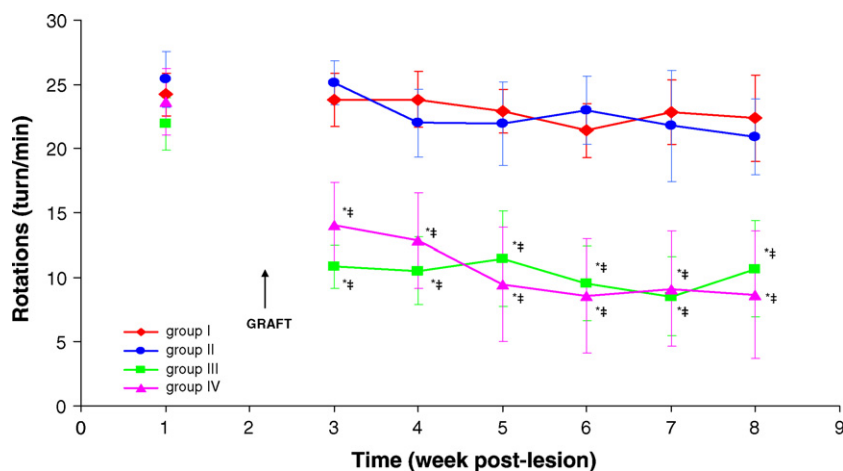 30
25
20
15
10
5
0
Rotations (turn/min)
*‡
*‡
*‡
*‡
*‡
*‡
*‡
*‡
*‡
*‡
*‡
*‡
GRAFT
group I
group II
group III
group IV
0 1 2 3 4 5 6 7 8 9
Time (week post-lesion)